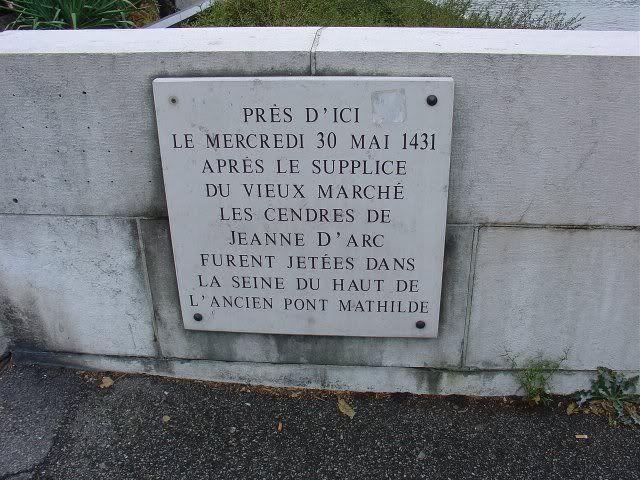 PRÈS D'ICI
LE MERCREDI 30 MAI 1431
APRÈS LE SUPPLICE
DU VIEUX MARCHÉ
LES CENDRES DE
JEANNE D'ARC
FURENT JETÉES DANS
LA SEINE DU HAUT DE
L'ANCIEN PONT MATHILDE